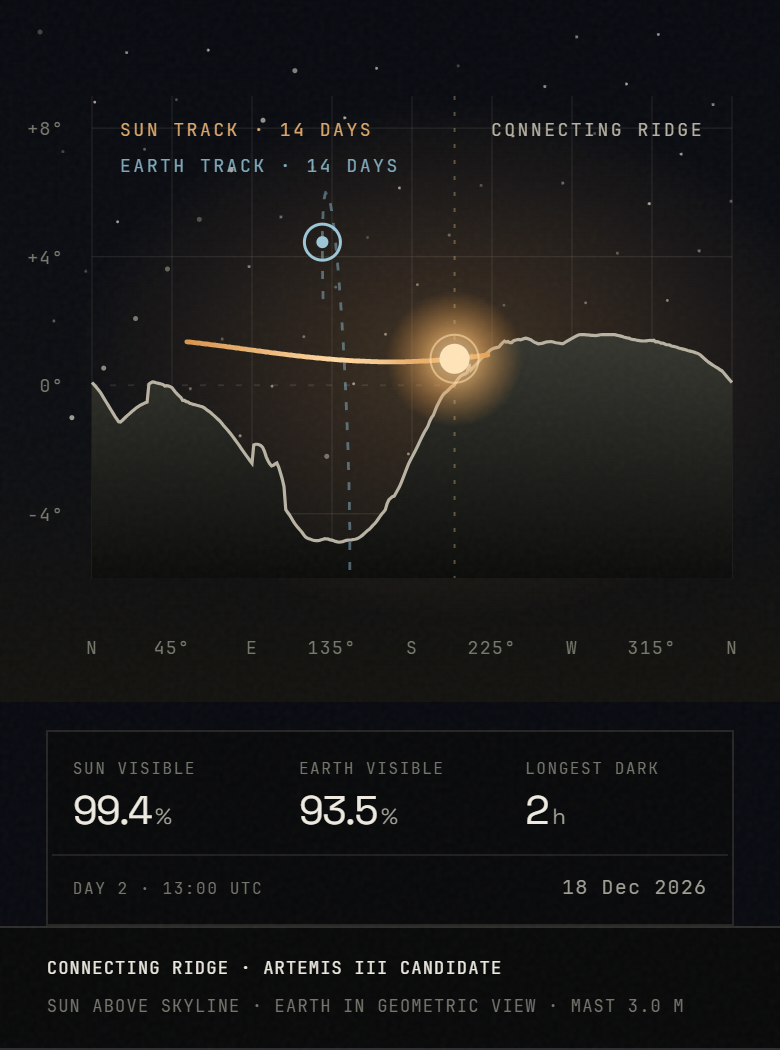 +8°
SUN TRACK · 14 DAYS
CONNECTING RIDGE
EARTH TRACK · 14 DAYS
+4°
0°
-4°
N 45° E 135° S 225° W 315° N
SUN VISIBLE EARTH VISIBLE LONGEST DARK
99.4% 93.5% 2h
DAY 2 · 13:00 UTC 18 Dec 2026
CONNECTING RIDGE · ARTEMIS III CANDIDATE
SUN ABOVE SKYLINE · EARTH IN GEOMETRIC VIEW · MAST 3.0 M